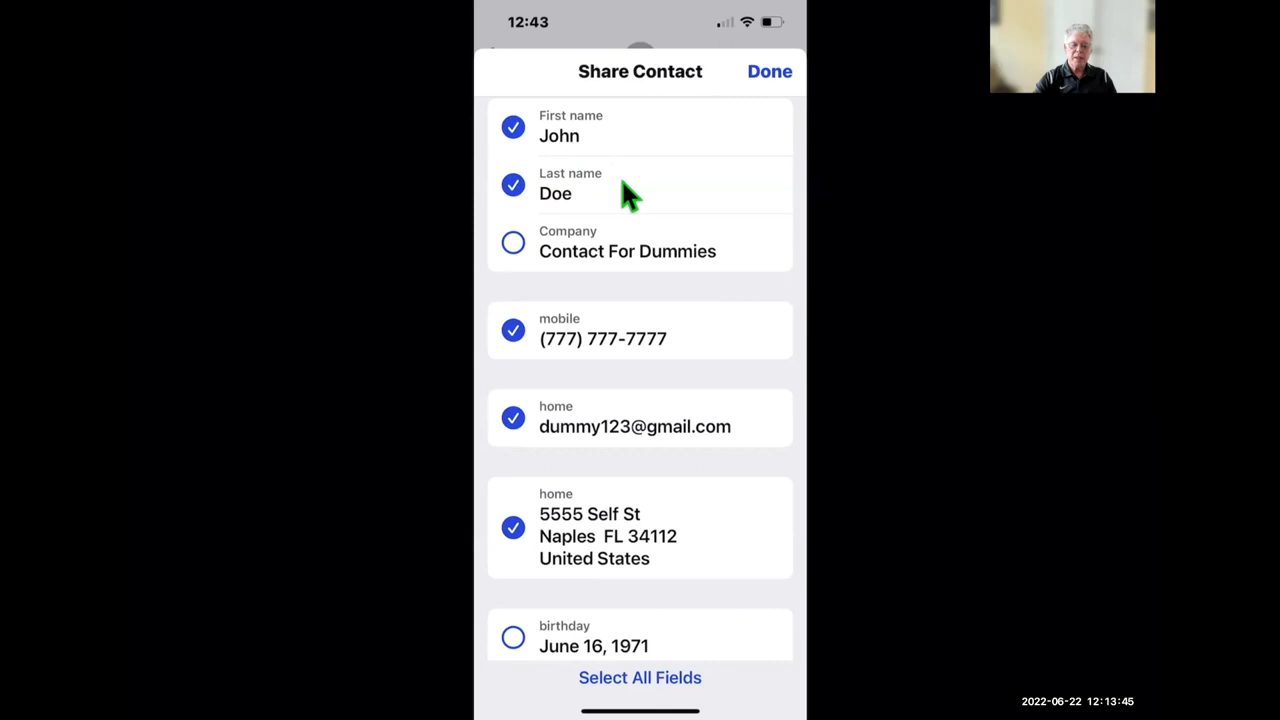 12:43
Share Contact
Done
First name
John
Last name
Doe
Company
Contact For Dummies
mobile
(777) 777-7777
home
dummy123@gmail.com
home
5555 Self St
Naples FL 34112
United States
birthday
June 16, 1971
Select All Fields
2022-06-22 12:13:45